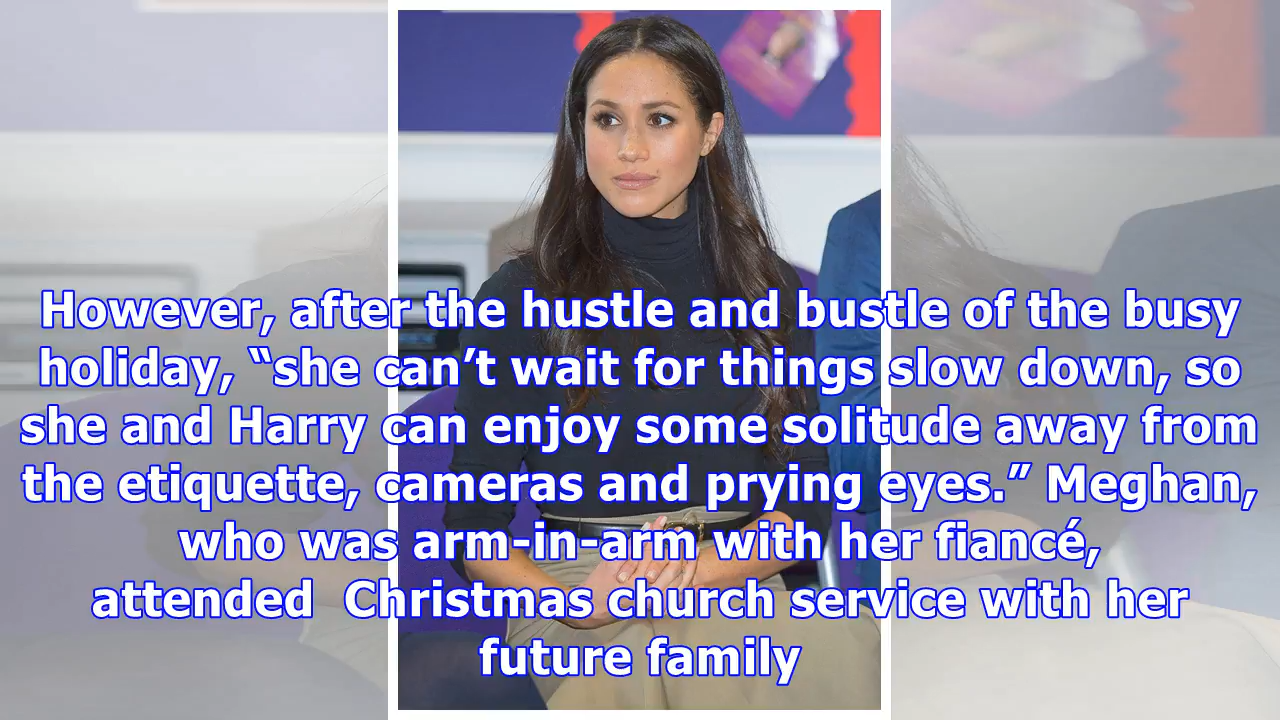 However, after the hustle and bustle of the busy
holiday, “she can’t wait for things slow down, so
she and Harry can enjoy some solitude away from
the etiquette, cameras and prying eyes.” Meghan,
who was arm-in-arm with her fiancé,
attended  Christmas church service with her
future family